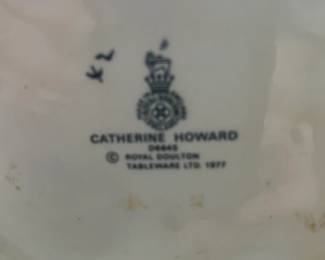 CATHERINE HOWARD
D6645
© ROYAL DOULTON
TABLEWARE LTD. 1977